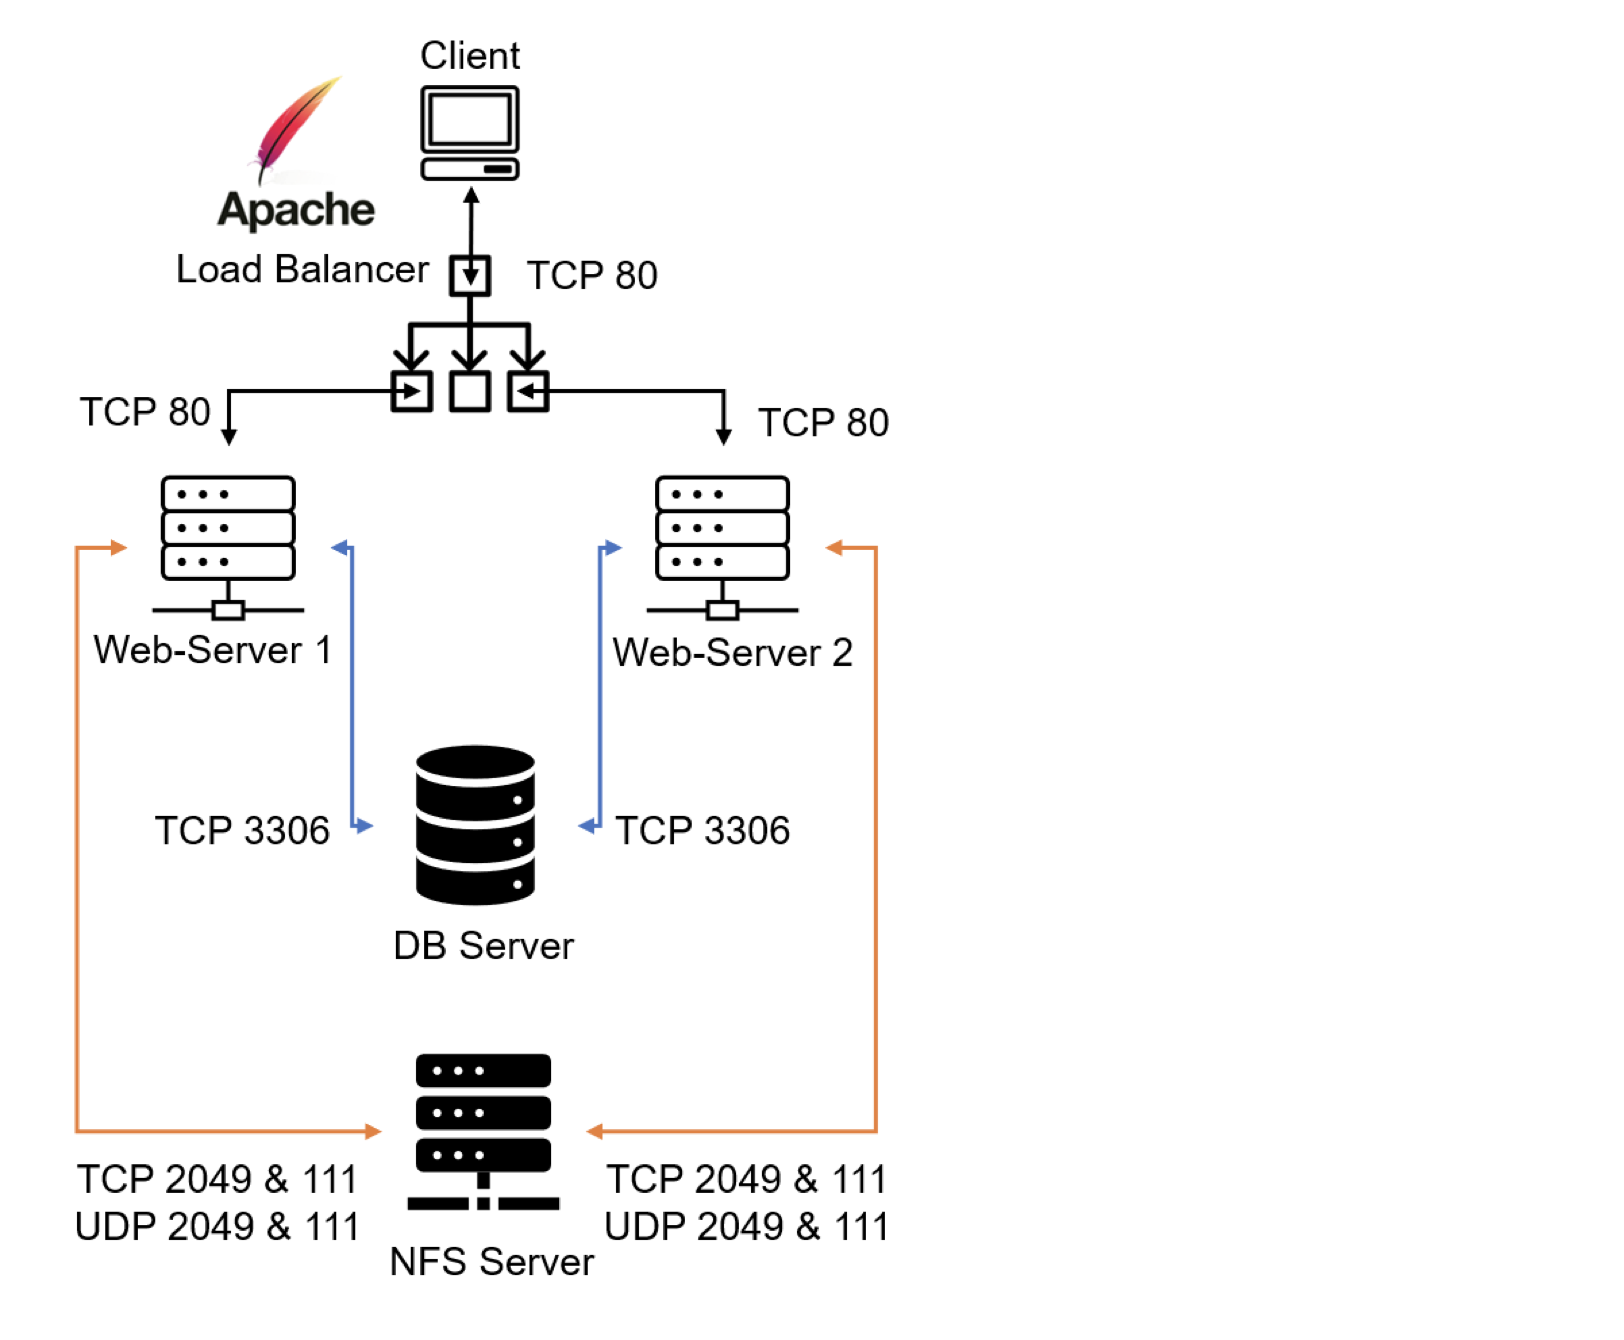 Client
Apache
Load Balancer
TCP 80
TCP 80
TCP 80
Web-Server 1
Web-Server 2
TCP 3306
TCP 3306
DB Server
TCP 2049 & 111
UDP 2049 & 111
TCP 2049 & 111
UDP 2049 & 111
NFS Server